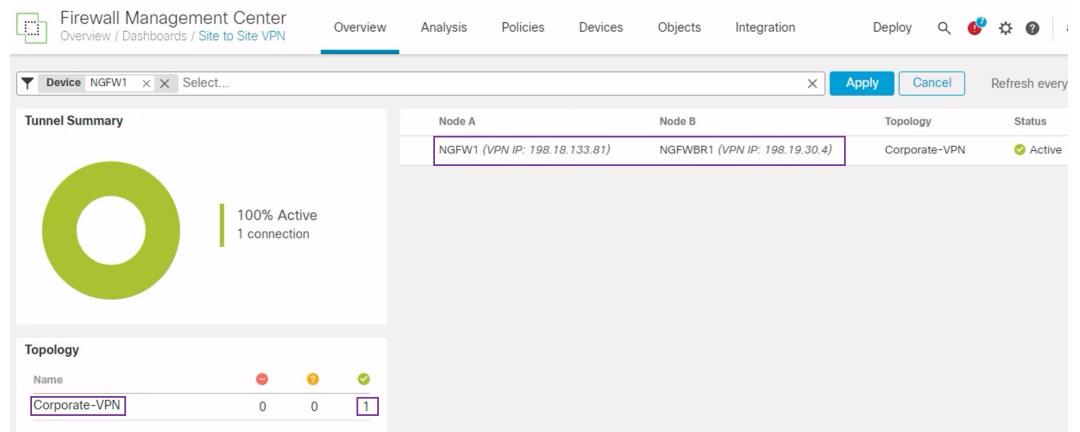 Firewall Management Center
Overview / Dashboards / Site to Site VPN
Overview Analysis Policies Devices Objects Integration Deploy 7
Device NGFW1 Select... Apply Cancel Refresh every
Tunnel Summary
100% Active
1 connection
Node A Node B Topology Status
NGFW1 (VPN IP: 198.18.133.81) NGFWBR1 (VPN IP: 198.19.30.4) Corporate-VPN Active
Topology
Name
Corporate-VPN 0 0 1